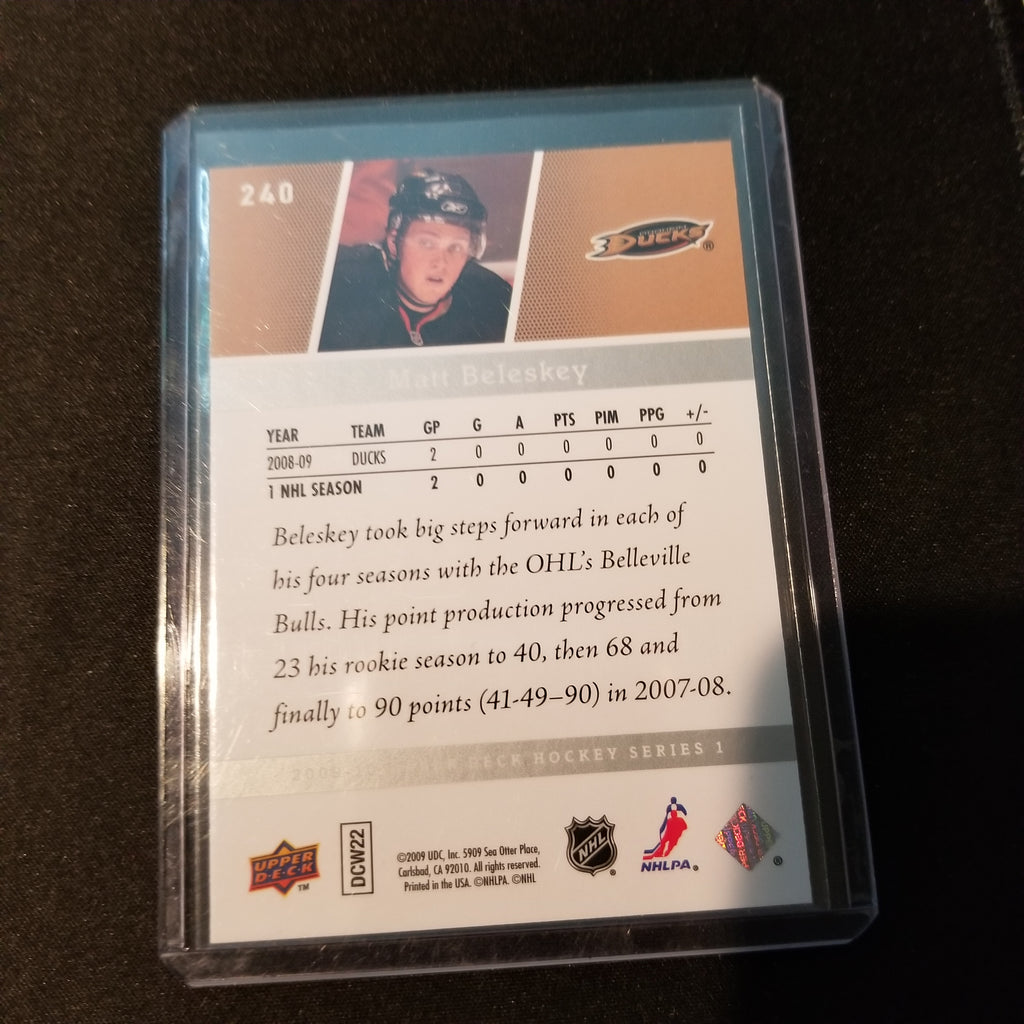 240
DUCKS ®
Matt Beleskey
YEAR TEAM GP G A PTS PIM PPG +/-
2008-09 DUCKS 2 0 0 0 0 0 0
1 NHL SEASON 2 0 0 0 0 0 0
Beleskey took big steps forward in each of
his four seasons with the OHL's Belleville
Bulls. His point production progressed from
23 his rookie season to 40, then 68 and
finally to 90 points (41-49–90) in 2007-08.
DECK HOCKEY SERIES 1
UPPER
DECK
TM
DCW22
©2009 UDC, Inc. 5909 Sea Otter Place,
Carlsbad, CA 92010. All rights reserved.
Printed in the USA. ©NHLPA. ©NHL
NHL ®
NHLPA®
®